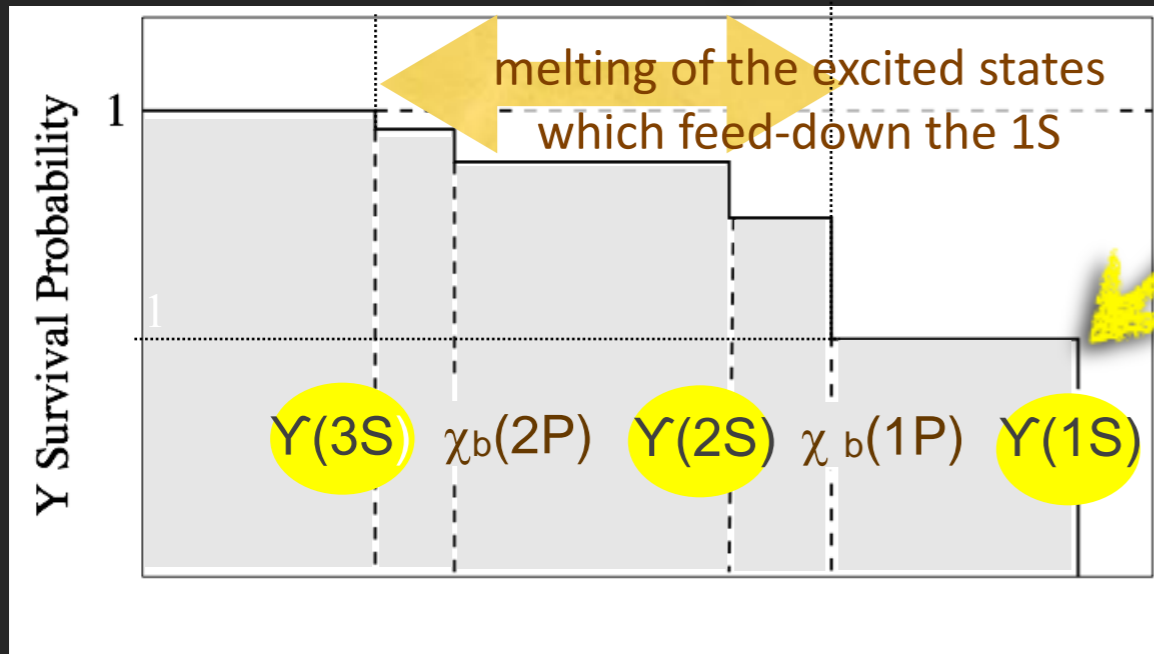 melting of the excited states
which feed-down the 1S
Υ Survival Probability
1
1
ϒ(3S) χb(2P) ϒ(2S) χ b(1P) ϒ(1S)